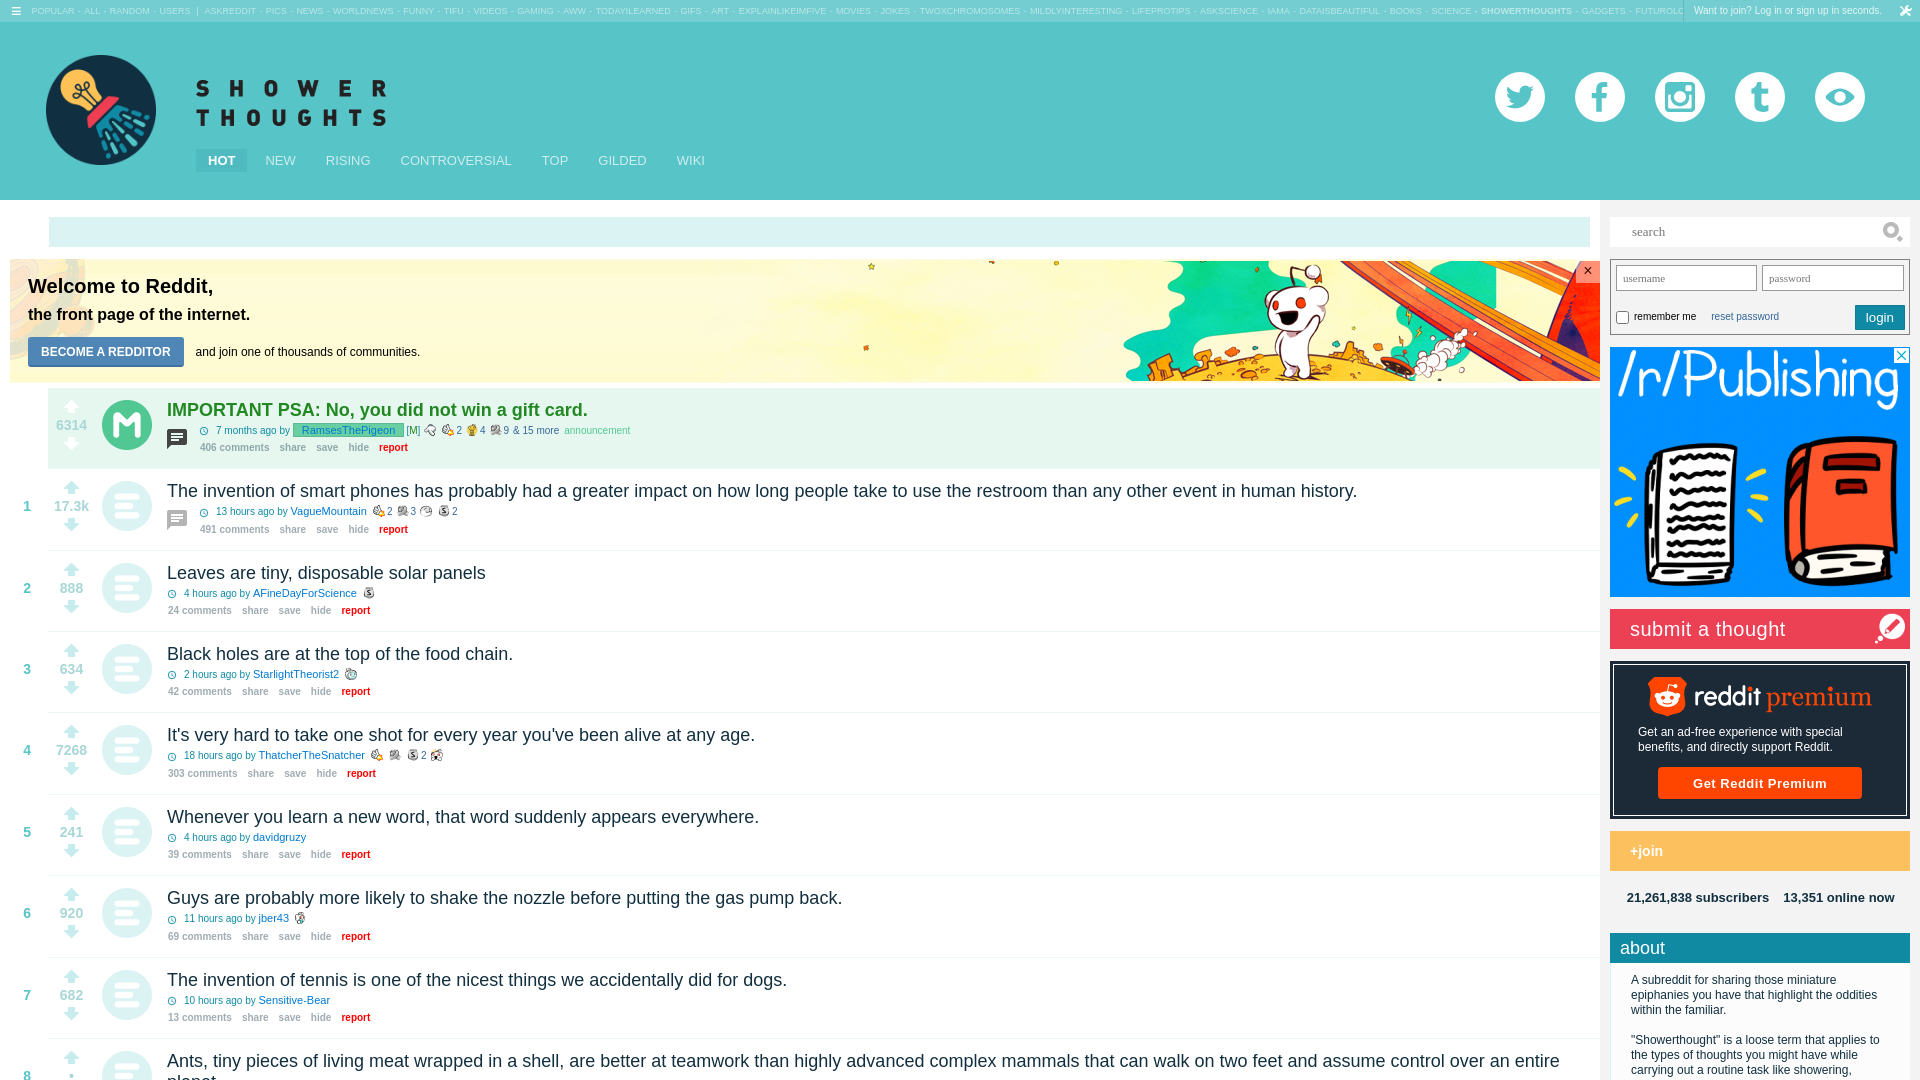 POPULAR - ALL - RANDOM - USERS | ASKREDDIT - PICS - NEWS - WORLDNEWS - FUNNY - TIFU - VIDEOS - GAMING - AWW - TODAYILEARNED - GIFS - ART - EXPLAINLIKEIMFIVE - MOVIES - JOKES - TWOXCHROMOSOMES - MILDLYINTERESTING - LIFEPROTIPS - ASKSCIENCE - IAMA - DATAISBEAUTIFUL - BOOKS - SCIENCE - SHOWERTHOUGHTS - GADGETS - FUTUROLO
Want to join? Log in or sign up in seconds.
SHOWER
THOUGHTS
HOT NEW RISING CONTROVERSIAL TOP GILDED WIKI
Welcome to Reddit,
the front page of the internet.
BECOME A REDDITOR and join one of thousands of communities.
×
6314
IMPORTANT PSA: No, you did not win a gift card.
7 months ago by RamsesThePigeon [M] 2 4 9 & 15 more announcement
406 comments share save hide report
1
17.3k
The invention of smart phones has probably had a greater impact on how long people take to use the restroom than any other event in human history.
13 hours ago by VagueMountain 2 3 2
491 comments share save hide report
2
888
Leaves are tiny, disposable solar panels
4 hours ago by AFineDayForScience
24 comments share save hide report
3
634
Black holes are at the top of the food chain.
2 hours ago by StarlightTheorist2
42 comments share save hide report
4
7268
It's very hard to take one shot for every year you've been alive at any age.
18 hours ago by ThatcherTheSnatcher 2
303 comments share save hide report
5
241
Whenever you learn a new word, that word suddenly appears everywhere.
4 hours ago by davidgruzy
39 comments share save hide report
6
920
Guys are probably more likely to shake the nozzle before putting the gas pump back.
11 hours ago by jber43
69 comments share save hide report
7
682
The invention of tennis is one of the nicest things we accidentally did for dogs.
10 hours ago by Sensitive-Bear
13 comments share save hide report
8
•
Ants, tiny pieces of living meat wrapped in a shell, are better at teamwork than highly advanced complex mammals that can walk on two feet and assume control over an entire
planet
search
username password
remember me reset password login
/r/Publishing
submit a thought
reddit premium
Get an ad-free experience with special
benefits, and directly support Reddit.
Get Reddit Premium
+join
21,261,838 subscribers 13,351 online now
about
A subreddit for sharing those miniature
epiphanies you have that highlight the oddities
within the familiar.
"Showerthought" is a loose term that applies to
the types of thoughts you might have while
carrying out a routine task like showering,